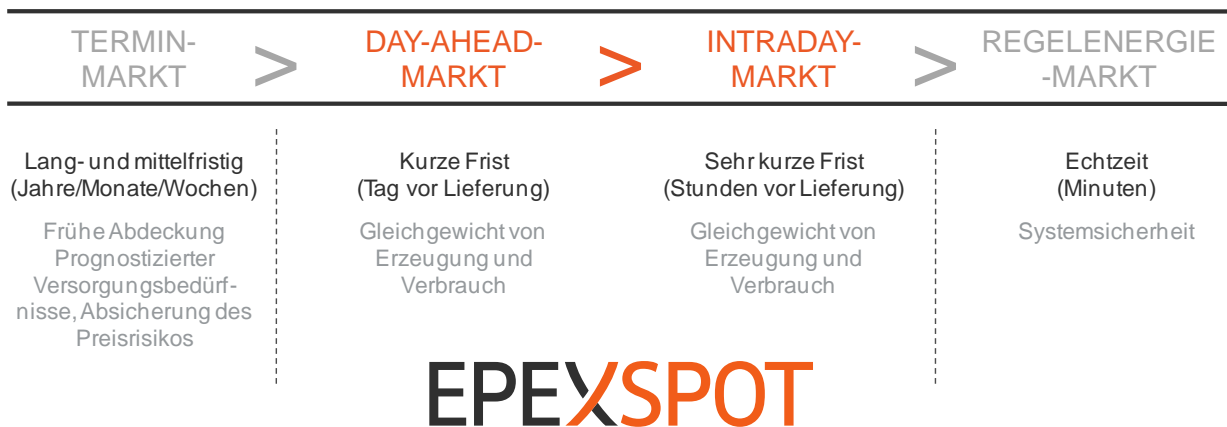 TERMIN-
MARKT
>
DAY-AHEAD-
MARKT
>
INTRADAY-
MARKT
>
REGELENERGIE
-MARKT
Lang- und mittelfristig
(Jahre/Monate/Wochen)
Frühe Abdeckung
Prognostizierter
Versorgungsbedürf-
nisse, Absicherung des
Preisrisikos
Kurze Frist
(Tag vor Lieferung)
Gleichgewicht von
Erzeugung und
Verbrauch
Sehr kurze Frist
(Stunden vor Lieferung)
Gleichgewicht von
Erzeugung und
Verbrauch
Echtzeit
(Minuten)
Systemsicherheit
EPEXSPOT